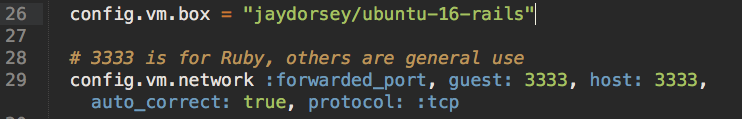 26 config.vm.box = "jaydorsey/ubuntu-16-rails"
27
28 # 3333 is for Ruby, others are general use
29 config.vm.network :forwarded_port, guest: 3333, host: 3333,
auto_correct: true, protocol: :tcp